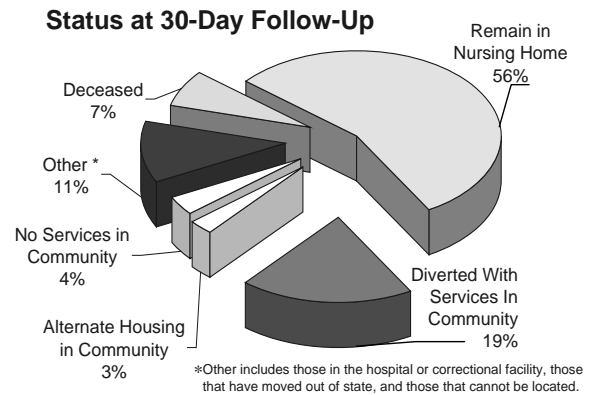 Status at 30-Day Follow-Up
Remain in
Nursing Home
56%
Deceased
7%
Other *
11%
No Services in
Community
4%
Alternate Housing
in Community
3%
Diverted With
Services In
Community
19%
*Other includes those in the hospital or correctional facility, those
that have moved out of state, and those that cannot be located.